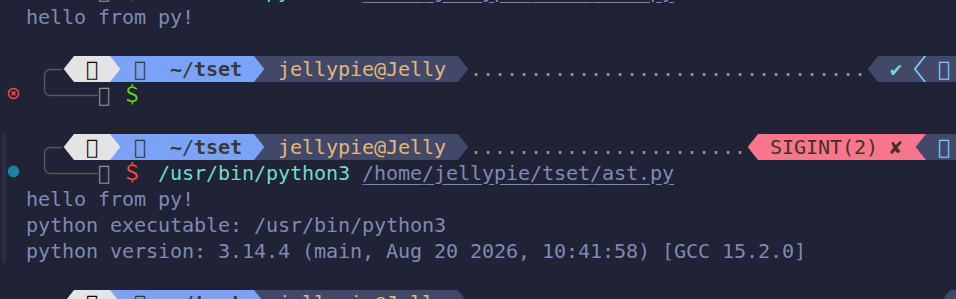 hello from py!
~/tset jellypie@Jelly ................................. ✔
$
~/tset jellypie@Jelly ....................... SIGINT(2) ✘
$ /usr/bin/python3 /home/jellypie/tset/ast.py
hello from py!
python executable: /usr/bin/python3
python version: 3.14.4 (main, Aug 20 2026, 10:41:58) [GCC 15.2.0]